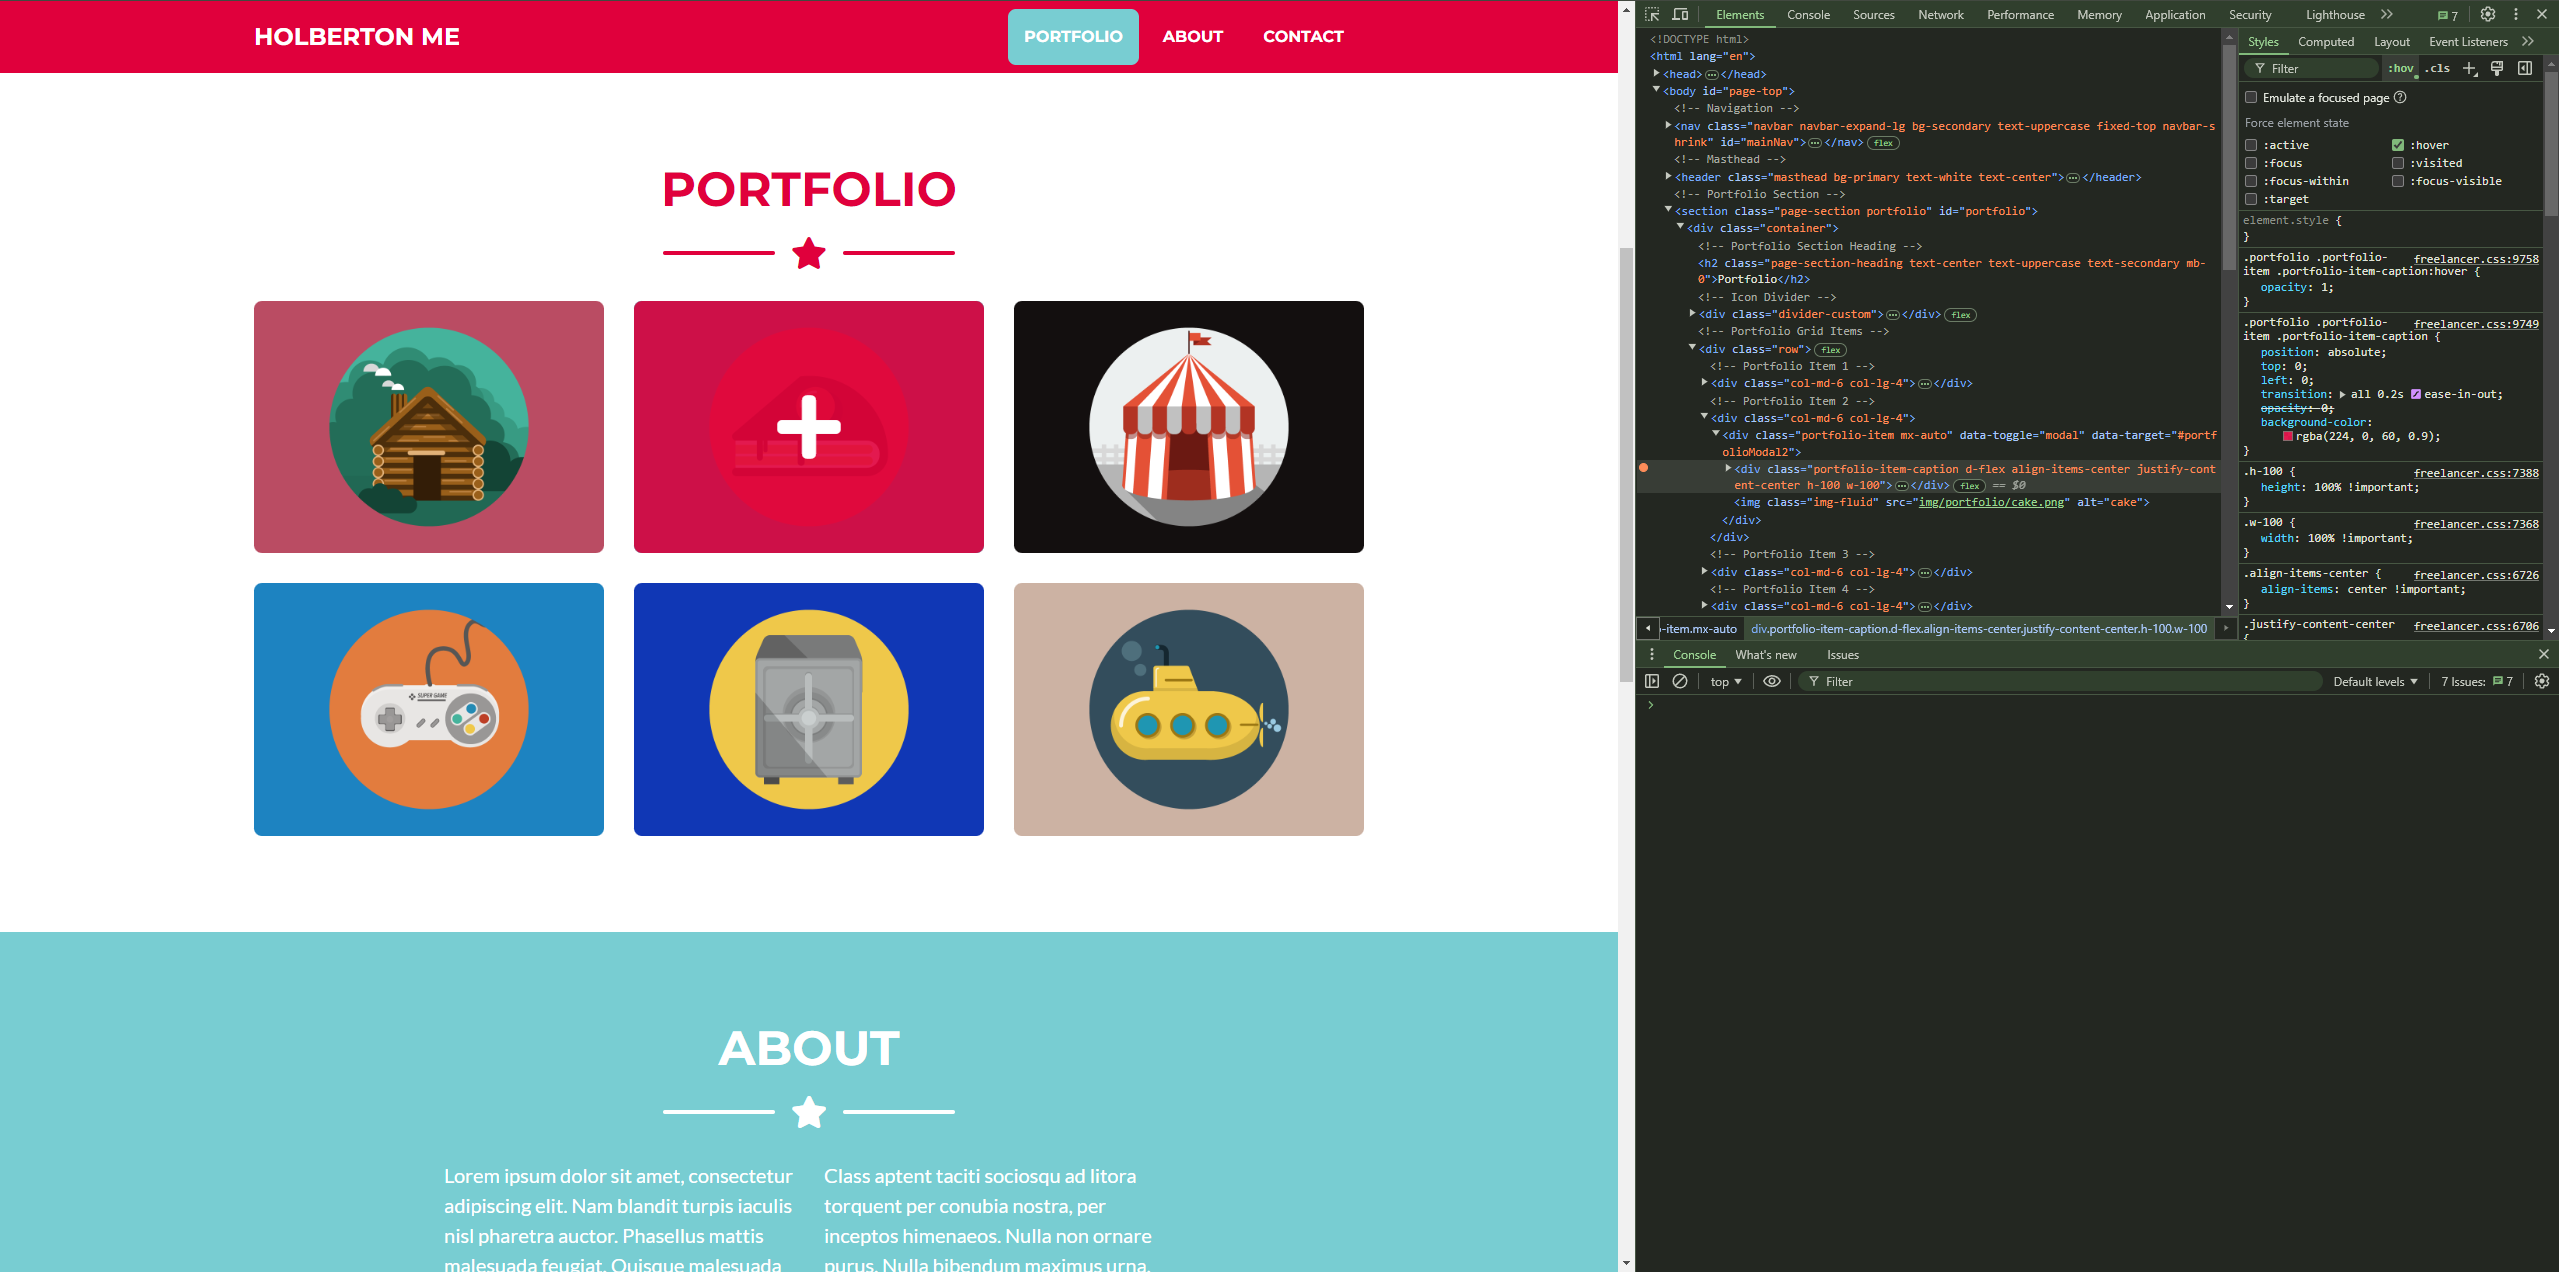 HOLBERTON ME
PORTFOLIO
ABOUT
CONTACT
PORTFOLIO
SUPER GAME
ABOUT
Lorem ipsum dolor sit amet, consectetur
adipiscing elit. Nam blandit turpis iaculis
nisl pharetra auctor. Phasellus mattis
malesuada feugiat. Quisque malesuada
Class aptent taciti sociosqu ad litora
torquent per conubia nostra, per
inceptos himenaeos. Nulla non ornare
purus. Nulla bibendum maximus urna,
Elements Console Sources Network Performance Memory Application Security Lighthouse 7
<!DOCTYPE html>
<html lang="en">
<head>…</head>
<body id="page-top">
<!-- Navigation -->
<nav class="navbar navbar-expand-lg bg-secondary text-uppercase fixed-top navbar-s
hrink" id="mainNav">…</nav> flex
<!-- Masthead -->
<header class="masthead bg-primary text-white text-center">…</header>
<!-- Portfolio Section -->
<section class="page-section portfolio" id="portfolio">
<div class="container">
<!-- Portfolio Section Heading -->
<h2 class="page-section-heading text-center text-uppercase text-secondary mb-
0">Portfolio</h2>
<!-- Icon Divider -->
<div class="divider-custom">…</div> flex
<!-- Portfolio Grid Items -->
<div class="row"> flex
<!-- Portfolio Item 1 -->
<div class="col-md-6 col-lg-4">…</div>
<!-- Portfolio Item 2 -->
<div class="col-md-6 col-lg-4">
<div class="portfolio-item mx-auto" data-toggle="modal" data-target="#portf
olioModal2">
<div class="portfolio-item-caption d-flex align-items-center justify-cont
ent-center h-100 w-100">…</div> flex == $0
<img class="img-fluid" src="img/portfolio/cake.png" alt="cake">
</div>
</div>
<!-- Portfolio Item 3 -->
<div class="col-md-6 col-lg-4">…</div>
<!-- Portfolio Item 4 -->
<div class="col-md-6 col-lg-4">…</div>
-item.mx-auto div.portfolio-item-caption.d-flex.align-items-center.justify-content-center.h-100.w-100
Styles Computed Layout Event Listeners
Filter :hov .cls
Emulate a focused page
Force element state
:active :hover
:focus :visited
:focus-within :focus-visible
:target
element.style {
}
.portfolio .portfolio- freelancer.css:9758
item .portfolio-item-caption:hover {
opacity: 1;
}
.portfolio .portfolio- freelancer.css:9749
item .portfolio-item-caption {
position: absolute;
top: 0;
left: 0;
transition: all 0.2s ease-in-out;
opacity: 0;
background-color:
rgba(224, 0, 60, 0.9);
}
.h-100 { freelancer.css:7388
height: 100% !important;
}
.w-100 { freelancer.css:7368
width: 100% !important;
}
.align-items-center { freelancer.css:6726
align-items: center !important;
}
.justify-content-center freelancer.css:6706
{
Console What's new Issues
top Filter Default levels 7 Issues: 7